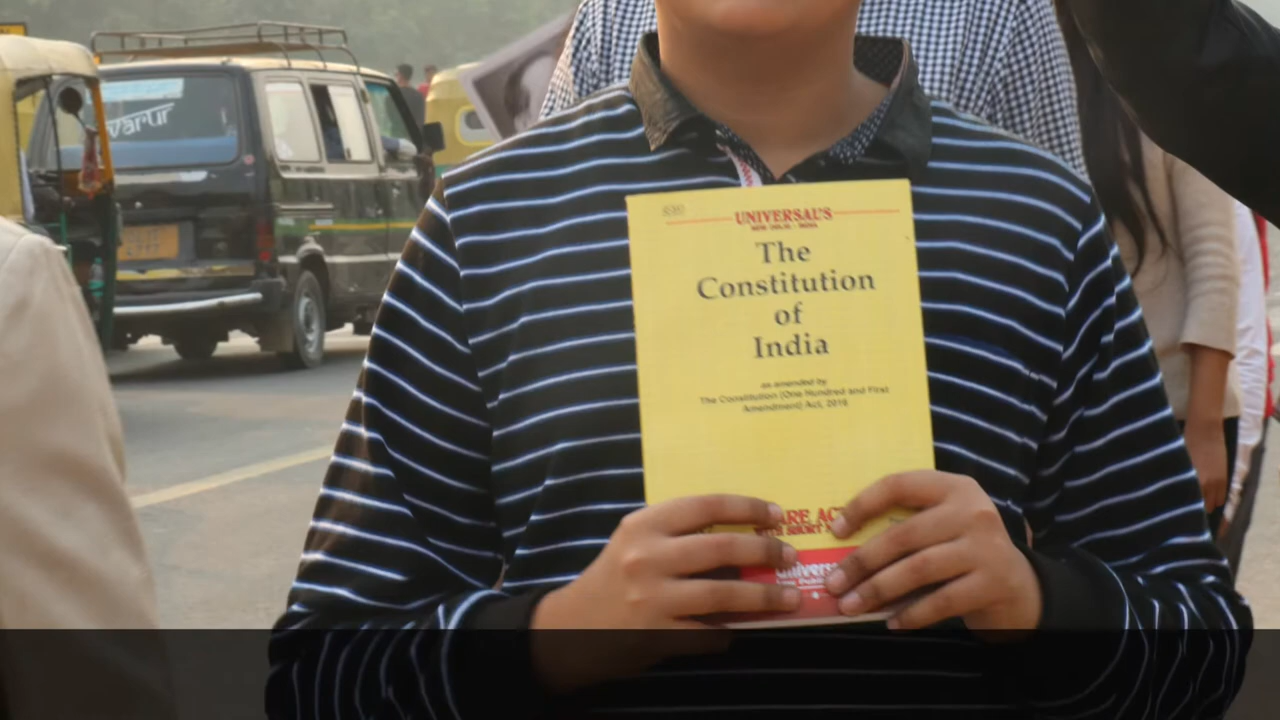 UNIVERSAL'S
NEW DELHI - INDIA
The
Constitution
of
India
as amended by
The Constitution (One Hundred and First
Amendment) Act, 2016